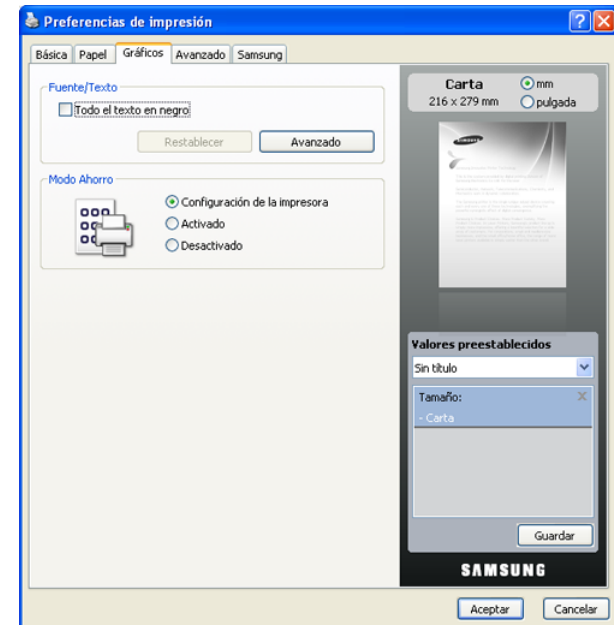 Preferencias de impresión
Básica Papel Gráficos Avanzado Samsung
Fuente/Texto
Todo el texto en negro
Restablecer Avanzado
Modo Ahorro
Configuración de la impresora
Activado
Desactivado
Carta
216 x 279 mm
mm
pulgada
SAMSUNG
Valores preestablecidos
Sin título
Tamaño: X
- Carta
Guardar
SAMSUNG
Aceptar Cancelar